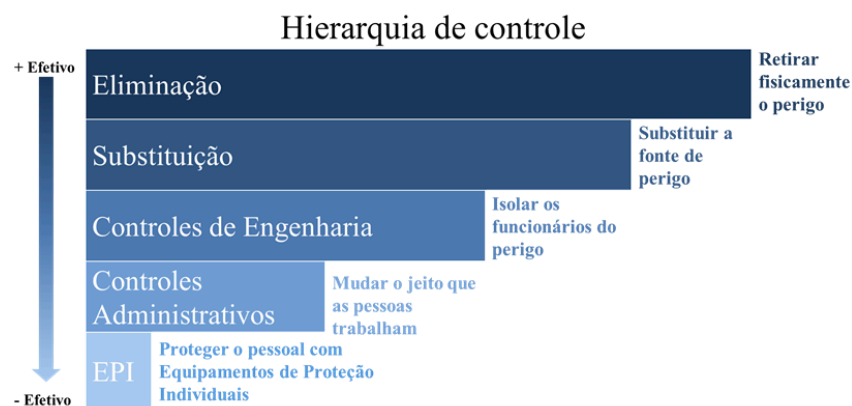 Hierarquia de controle
+ Efetivo
Eliminação
Retirar
fisicamente
o perigo
Substituição
Substituir a
fonte de
perigo
Controles de Engenharia
Isolar os
funcionários do
perigo
Controles
Administrativos
Mudar o jeito que
as pessoas
trabalham
EPI
Proteger o pessoal com
Equipamentos de Proteção
Individuais
- Efetivo